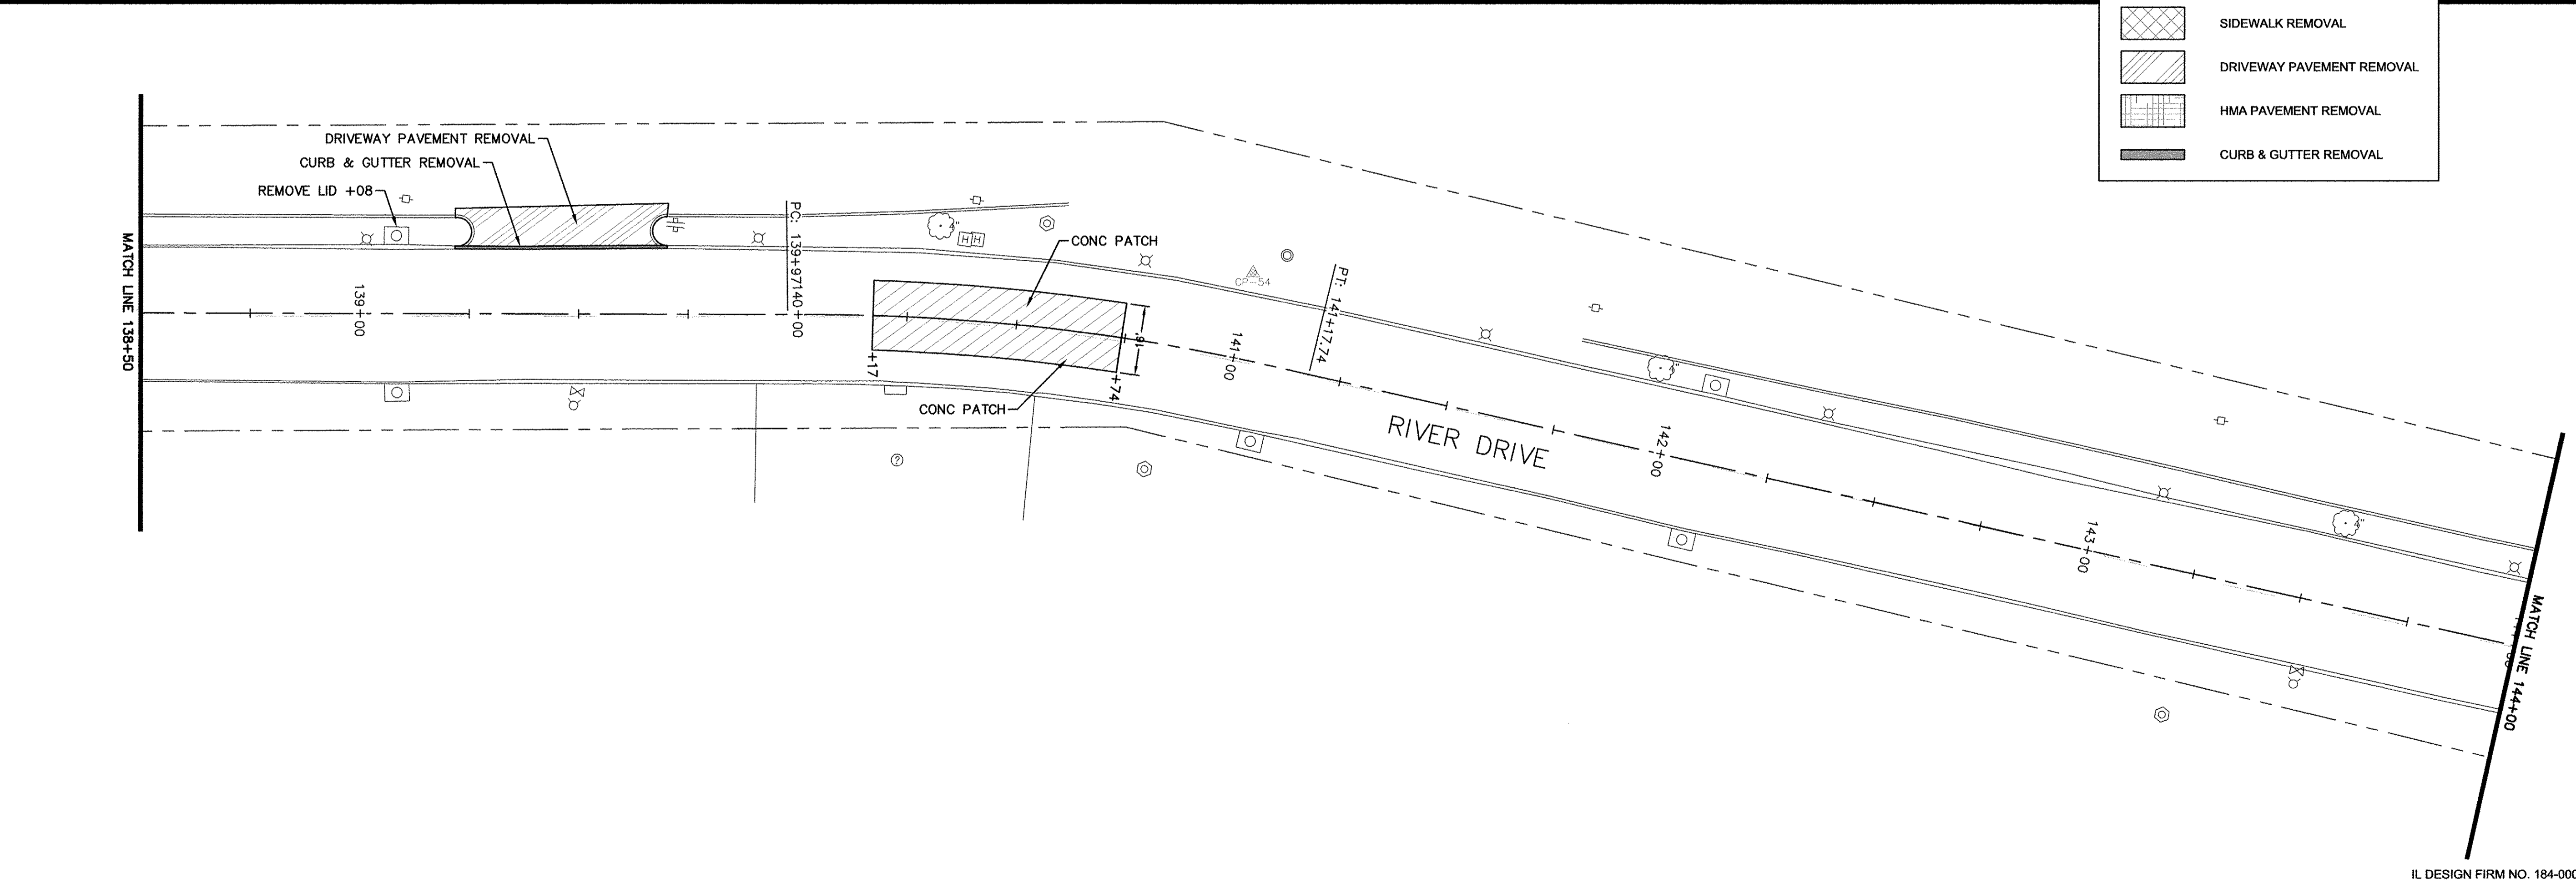 SIDEWALK REMOVAL
DRIVEWAY PAVEMENT REMOVAL
HMA PAVEMENT REMOVAL
CURB & GUTTER REMOVAL
DRIVEWAY PAVEMENT REMOVAL
CURB & GUTTER REMOVAL
REMOVE LID +08
MATCH LINE 138+50
139+00
PC: 139+97
140+00
4"
H H
CONC PATCH
CP-54
PT: 141+17.74
16'
+17
+74
CONC PATCH
141+00
?
RIVER DRIVE
4"
142+00
143+00
4"
MATCH LINE 144+00
IL DESIGN FIRM NO. 184-000